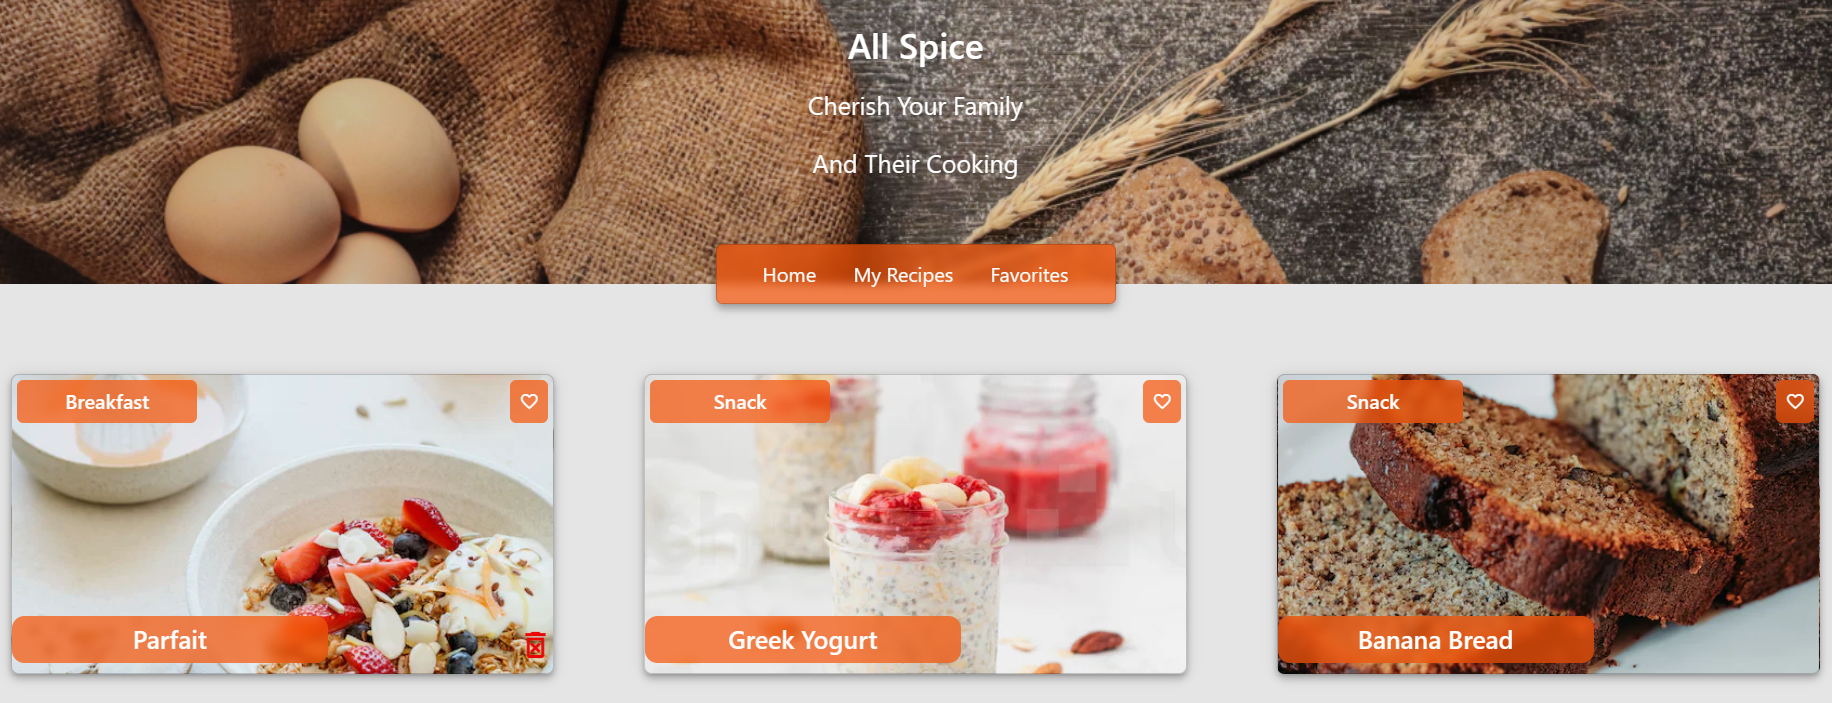 All Spice
Cherish Your Family
And Their Cooking
Home My Recipes Favorites
Breakfast
Snack
Snack
Parfait
Greek Yogurt
Banana Bread